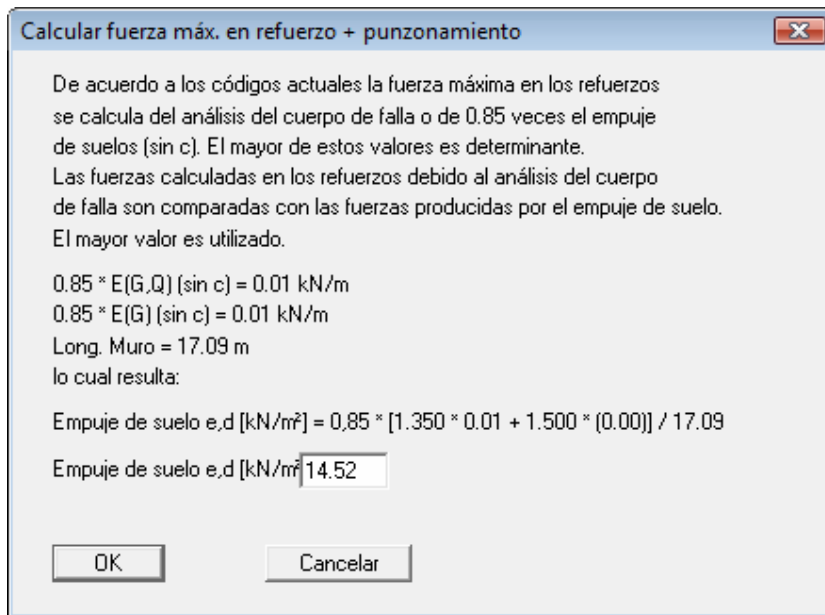 Calcular fuerza máx. en refuerzo + punzonamiento
De acuerdo a los códigos actuales la fuerza máxima en los refuerzos
se calcula del análisis del cuerpo de falla o de 0.85 veces el empuje
de suelos (sin c). El mayor de estos valores es determinante.
Las fuerzas calculadas en los refuerzos debido al análisis del cuerpo
de falla son comparadas con las fuerzas producidas por el empuje de suelo.
El mayor valor es utilizado.
0.85 * E(G,Q) (sin c) = 0.01 kN/m
0.85 * E(G) (sin c) = 0.01 kN/m
Long. Muro = 17.09 m
lo cual resulta:
Empuje de suelo e,d [kN/m²] = 0,85 * [1.350 * 0.01 + 1.500 * (0.00)] / 17.09
Empuje de suelo e,d [kN/m² 14.52
OK Cancelar